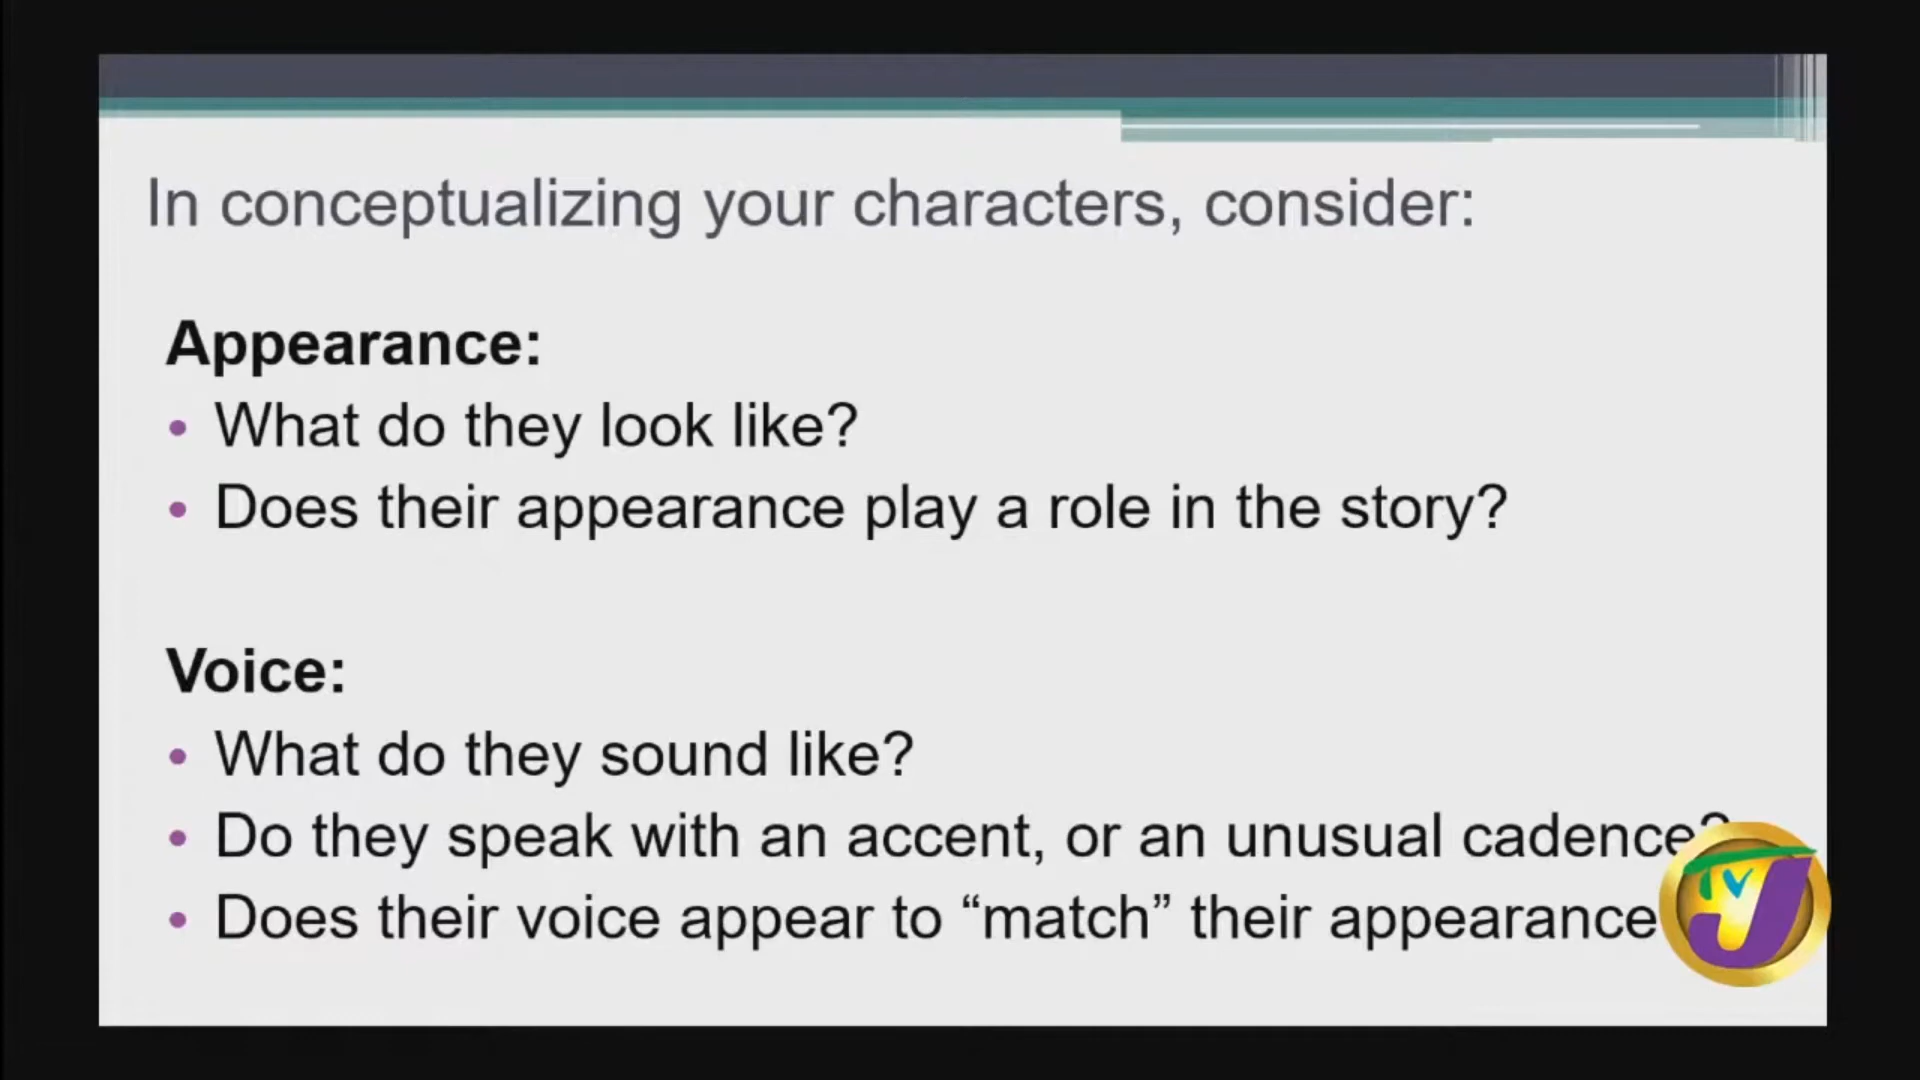 In conceptualizing your characters, consider:
Appearance:
• What do they look like?
• Does their appearance play a role in the story?
Voice:
• What do they sound like?
• Do they speak with an accent, or an unusual cadence?
• Does their voice appear to “match” their appearance
TVJ